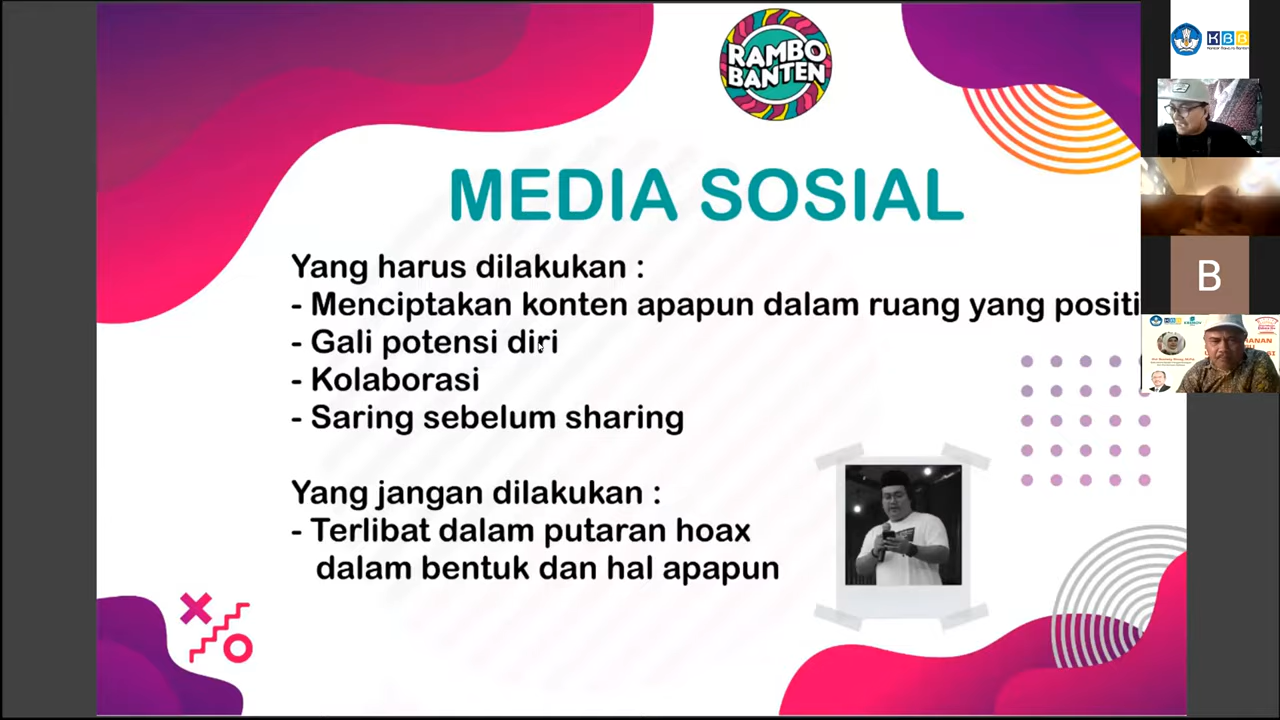 RAMBO
BANTEN
MEDIA SOSIAL
Yang harus dilakukan :
- Menciptakan konten apapun dalam ruang yang positi
- Gali potensi diri
- Kolaborasi
- Saring sebelum sharing
Yang jangan dilakukan :
- Terlibat dalam putaran hoax
dalam bentuk dan hal apapun
KBB
B